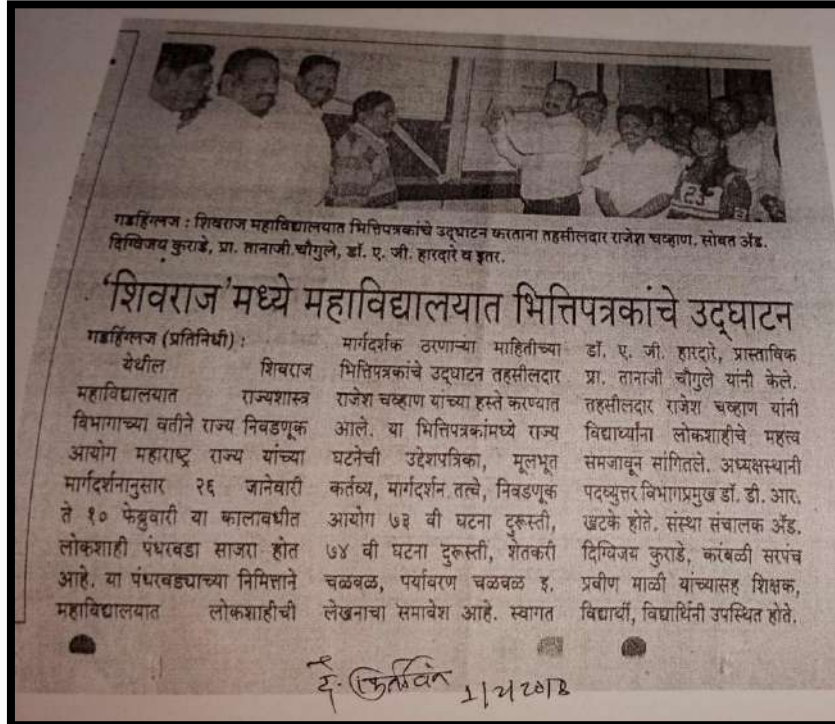 गडहिंग्लज : शिवराज महाविद्यालयात भित्तिपत्रकांचे उद्‌घाटन करताना तहसीलदार राजेश चव्हाण. सोबत अॅड.
दिग्विजय कुराडे, प्रा. तानाजी चौगुले, डॉ. ए. जी. हारदारे व इतर.
'शिवराज'मध्ये महाविद्यालयात भित्तिपत्रकांचे उद्‌घाटन
गडहिंग्लज (प्रतिनिधी) :
येथील शिवराज
महाविद्यालयात राज्यशास्त्र
विभागाच्या वतीने राज्य निवडणूक
आयोग महाराष्ट्र राज्य यांच्या
मार्गदर्शनानुसार २६ जानेवारी
ते १० फेब्रुवारी या कालावधीत
लोकशाही पंधरवडा साजरा होत
आहे. या पंधरवड्याच्या निमित्ताने
महाविद्यालयात लोकशाहीची
मार्गदर्शक ठरणाऱ्या माहितीच्या
भित्तिपत्रकांचे उद्‌घाटन तहसीलदार
राजेश चव्हाण यांच्या हस्ते करण्यात
आले. या भित्तिपत्रकांमध्ये राज्य
घटनेची उद्देशपत्रिका, मूलभूत
कर्तव्य, मार्गदर्शन तत्वे, निवडणूक
आयोग ७३ वी घटना दुरूस्ती,
७४ वी घटना दुरूस्ती, शेतकरी
चळवळ, पर्यावरण चळवळ इ.
लेखनाचा समावेश आहे. स्वागत
डॉ. ए. जी. हारदारे, प्रास्ताविक
प्रा. तानाजी चौगुले यांनी केले.
तहसीलदार राजेश चव्हाण यांनी
विद्यार्थ्यांना लोकशाहीचे महत्त्व
समजावून सांगितले. अध्यक्षस्थानी
पदव्युत्तर विभागप्रमुख डॉ. डी. आर.
खटके होते. संस्था संचालक अॅड.
दिग्विजय कुराडे, करंबळी सरपंच
प्रवीण माळी यांच्यासह शिक्षक,
विद्यार्थी, विद्यार्थिनी उपस्थित होते.
1/2/2018